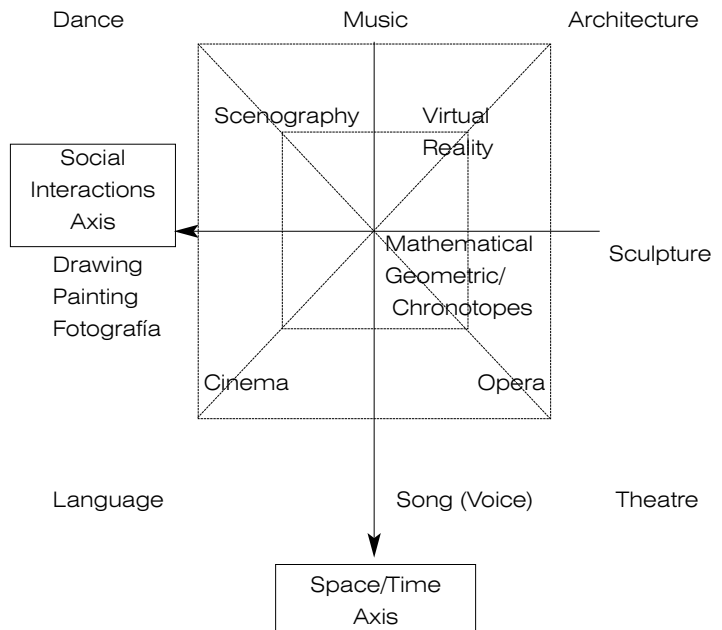 Dance
Music
Architecture
Scenography
Virtual
Reality
Social
Interactions
Axis
Mathematical
Geometric/
Chronotopes
Sculpture
Drawing
Painting
Fotografía
Cinema
Opera
Language
Song (Voice)
Theatre
Space/Time
Axis